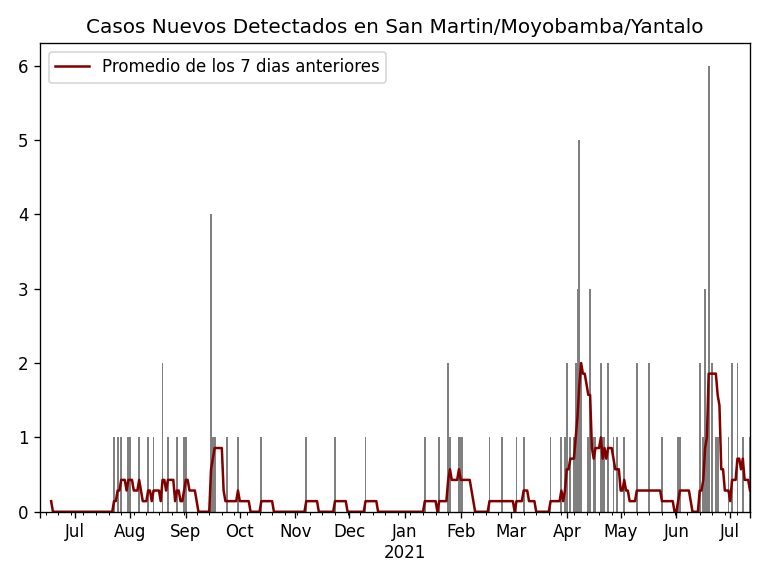 Casos Nuevos Detectados en San Martin/Moyobamba/Yantalo
Promedio de los 7 dias anteriores
6
5
4
3
2
1
0
Jul Aug Sep Oct Nov Dec Jan Feb Mar Apr May Jun Jul
2021